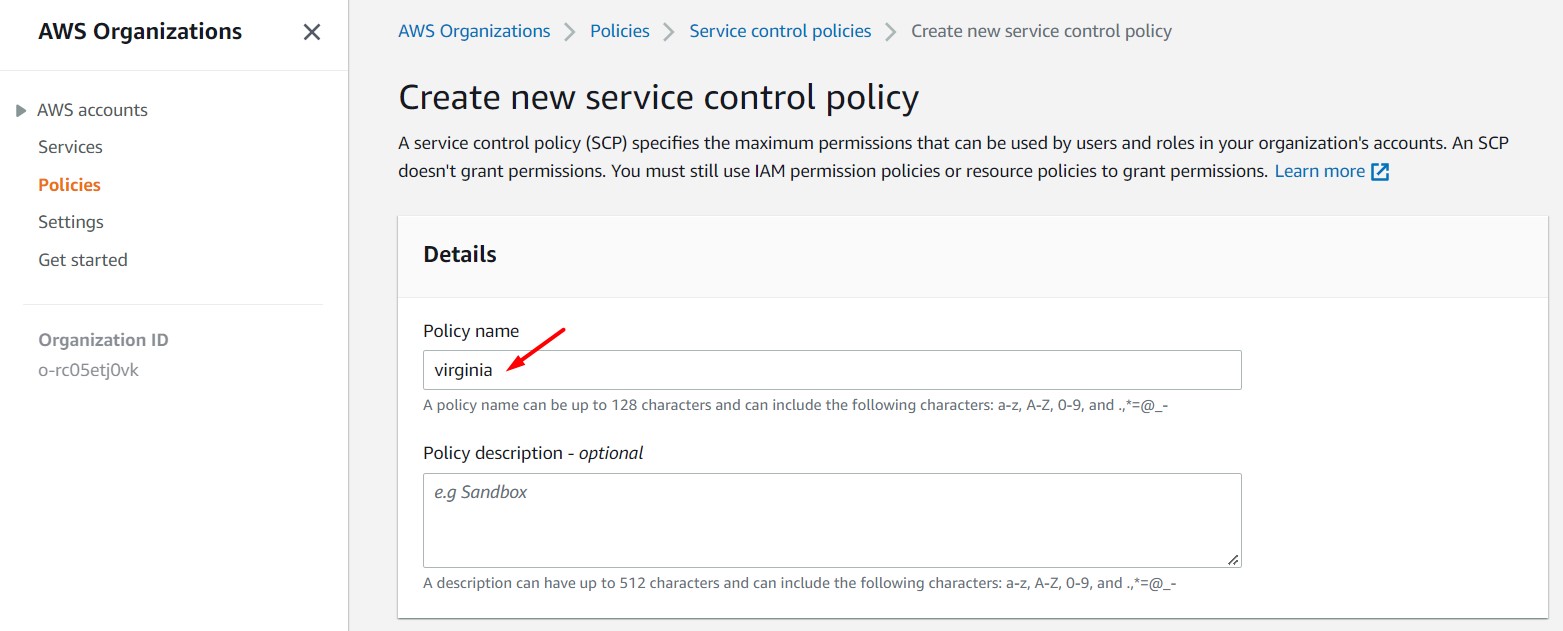 AWS Organizations
AWS accounts
Services
Policies
Settings
Get started
Organization ID
o-rc05etj0vk
AWS Organizations > Policies > Service control policies > Create new service control policy
Create new service control policy
A service control policy (SCP) specifies the maximum permissions that can be used by users and roles in your organization's accounts. An SCP
doesn't grant permissions. You must still use IAM permission policies or resource policies to grant permissions. Learn more
Details
Policy name
virginia
A policy name can be up to 128 characters and can include the following characters: a-z, A-Z, 0-9, and .,*=@_-
Policy description - optional
e.g Sandbox
A description can have up to 512 characters and can include the following characters: a-z, A-Z, 0-9, and .,*=@_-